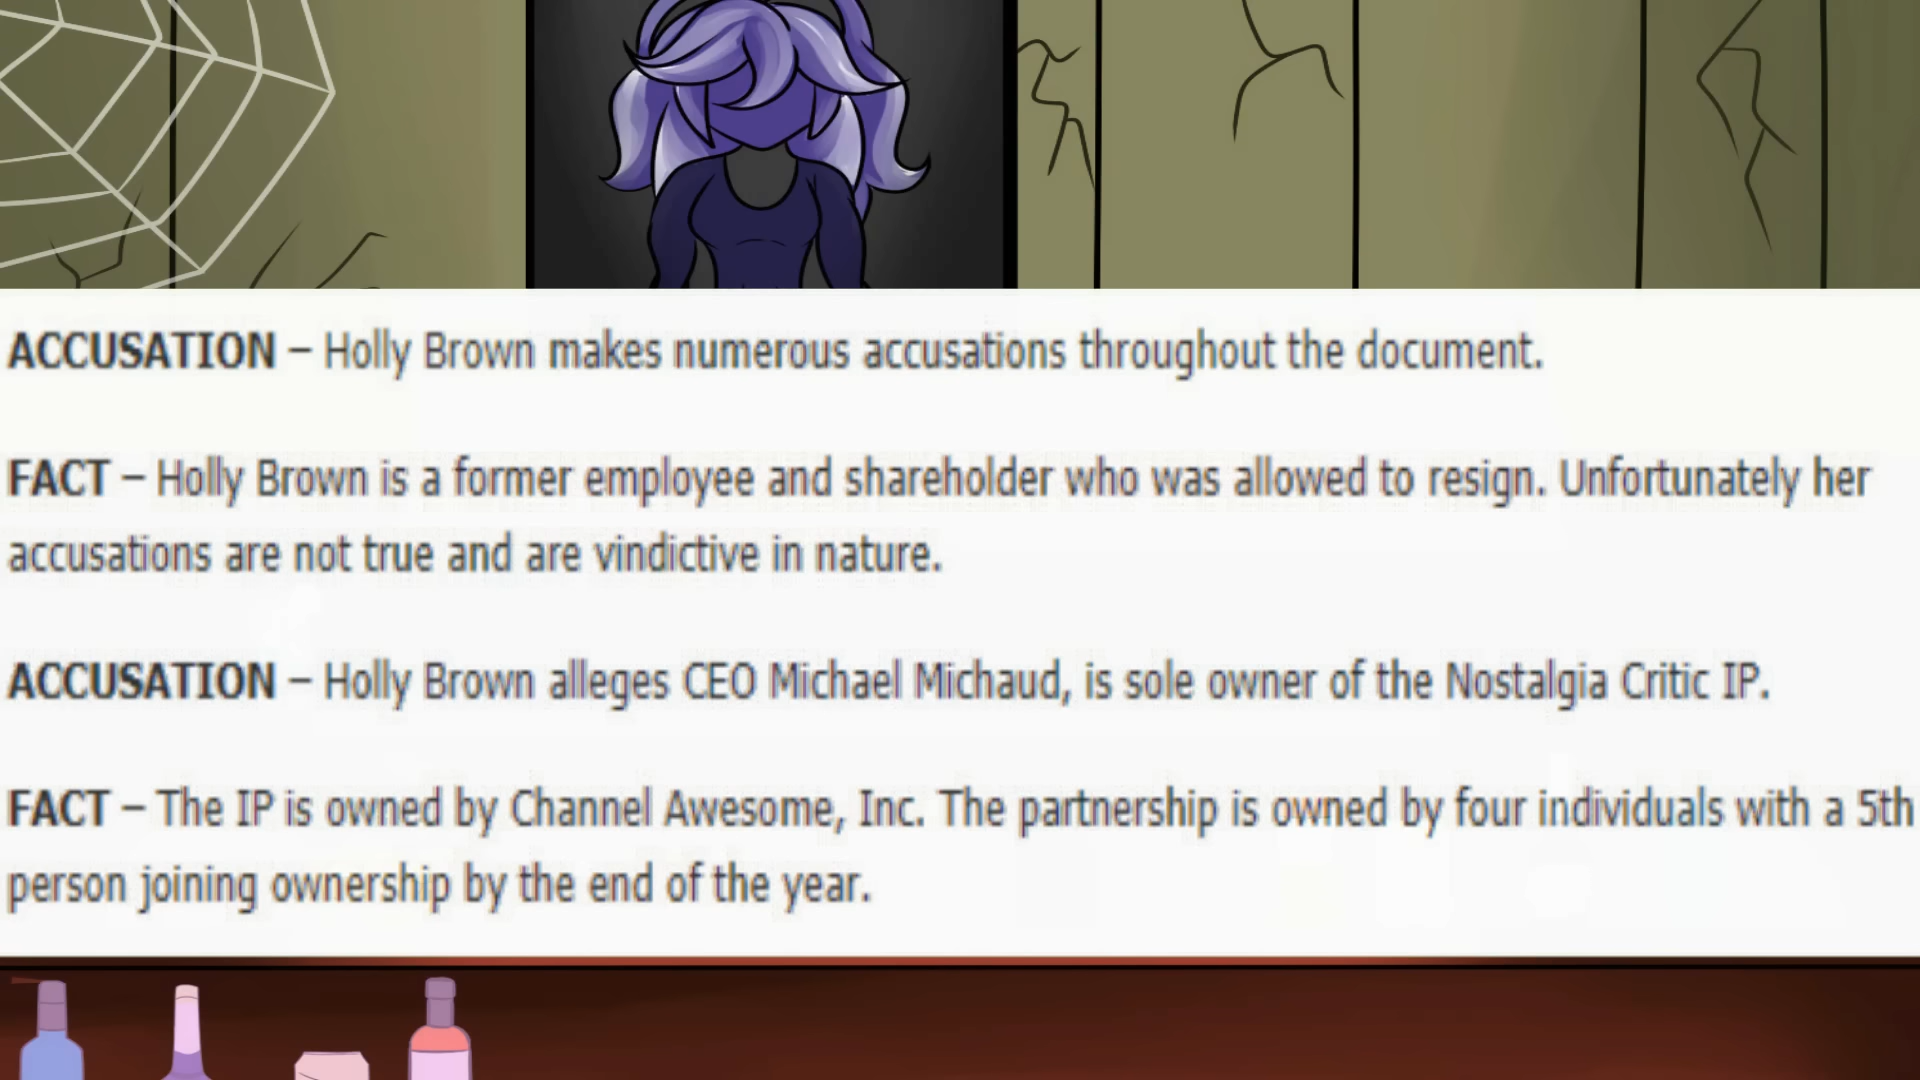 ACCUSATION – Holly Brown makes numerous accusations throughout the document.
FACT – Holly Brown is a former employee and shareholder who was allowed to resign. Unfortunately her
accusations are not true and are vindictive in nature.
ACCUSATION – Holly Brown alleges CEO Michael Michaud, is sole owner of the Nostalgia Critic IP.
FACT – The IP is owned by Channel Awesome, Inc. The partnership is owned by four individuals with a 5th
person joining ownership by the end of the year.